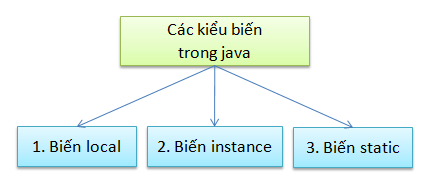 Các kiểu biến
trong java
1. Biến local
2. Biến instance
3. Biến static